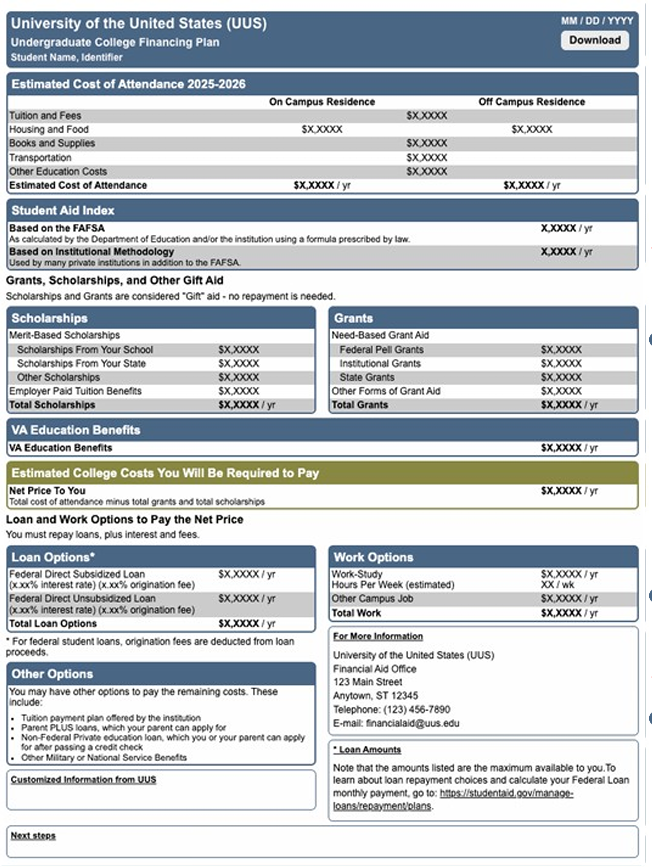 University of the United States (UUS)
MM / DD / YYYY
Undergraduate College Financing Plan
Download
Student Name, Identifier
Estimated Cost of Attendance 2025-2026
On Campus Residence Off Campus Residence
Tuition and Fees $X,XXXX
Housing and Food $X,XXXX $X,XXXX
Books and Supplies $X,XXXX
Transportation $X,XXXX
Other Education Costs $X,XXXX
Estimated Cost of Attendance $X,XXXX / yr $X,XXXX / yr
Student Aid Index
Based on the FAFSA X,XXXX / yr
As calculated by the Department of Education and/or the institution using a formula prescribed by law.
Based on Institutional Methodology X,XXXX / yr
Used by many private institutions in addition to the FAFSA.
Grants, Scholarships, and Other Gift Aid
Scholarships and Grants are considered "Gift" aid - no repayment is needed.
Scholarships
Merit-Based Scholarships
Scholarships From Your School $X,XXXX
Scholarships From Your State $X,XXXX
Other Scholarships $X,XXXX
Employer Paid Tuition Benefits $X,XXXX
Total Scholarships $X,XXXX / yr
Grants
Need-Based Grant Aid
Federal Pell Grants $X,XXXX
Institutional Grants $X,XXXX
State Grants $X,XXXX
Other Forms of Grant Aid $X,XXXX
Total Grants $X,XXXX / yr
VA Education Benefits
VA Education Benefits $X,XXXX / yr
Estimated College Costs You Will Be Required to Pay
Net Price To You $X,XXXX / yr
Total cost of attendance minus total grants and total scholarships
Loan and Work Options to Pay the Net Price
You must repay loans, plus interest and fees.
Loan Options*
Federal Direct Subsidized Loan $X,XXXX / yr
(x.xx% interest rate) (x.xx% origination fee)
Federal Direct Unsubsidized Loan $X,XXXX / yr
(x.xx% interest rate) (x.xx% origination fee)
Total Loan Options $X,XXXX / yr
* For federal student loans, origination fees are deducted from loan
proceeds.
Other Options
You may have other options to pay the remaining costs. These
include:
• Tuition payment plan offered by the institution
• Parent PLUS loans, which your parent can apply for
• Non-Federal Private education loan, which you or your parent can apply
for after passing a credit check
• Other Military or National Service Benefits
Customized Information from UUS
Work Options
Work-Study $X,XXXX / yr
Hours Per Week (estimated) XX / wk
Other Campus Job $X,XXXX / yr
Total Work $X,XXXX / yr
For More Information
University of the United States (UUS)
Financial Aid Office
123 Main Street
Anytown, ST 12345
Telephone: (123) 456-7890
E-mail: financialaid@uus.edu
* Loan Amounts
Note that the amounts listed are the maximum available to you.To
learn about loan repayment choices and calculate your Federal Loan
monthly payment, go to: https://studentaid.gov/manage-
loans/repayment/plans.
Next steps